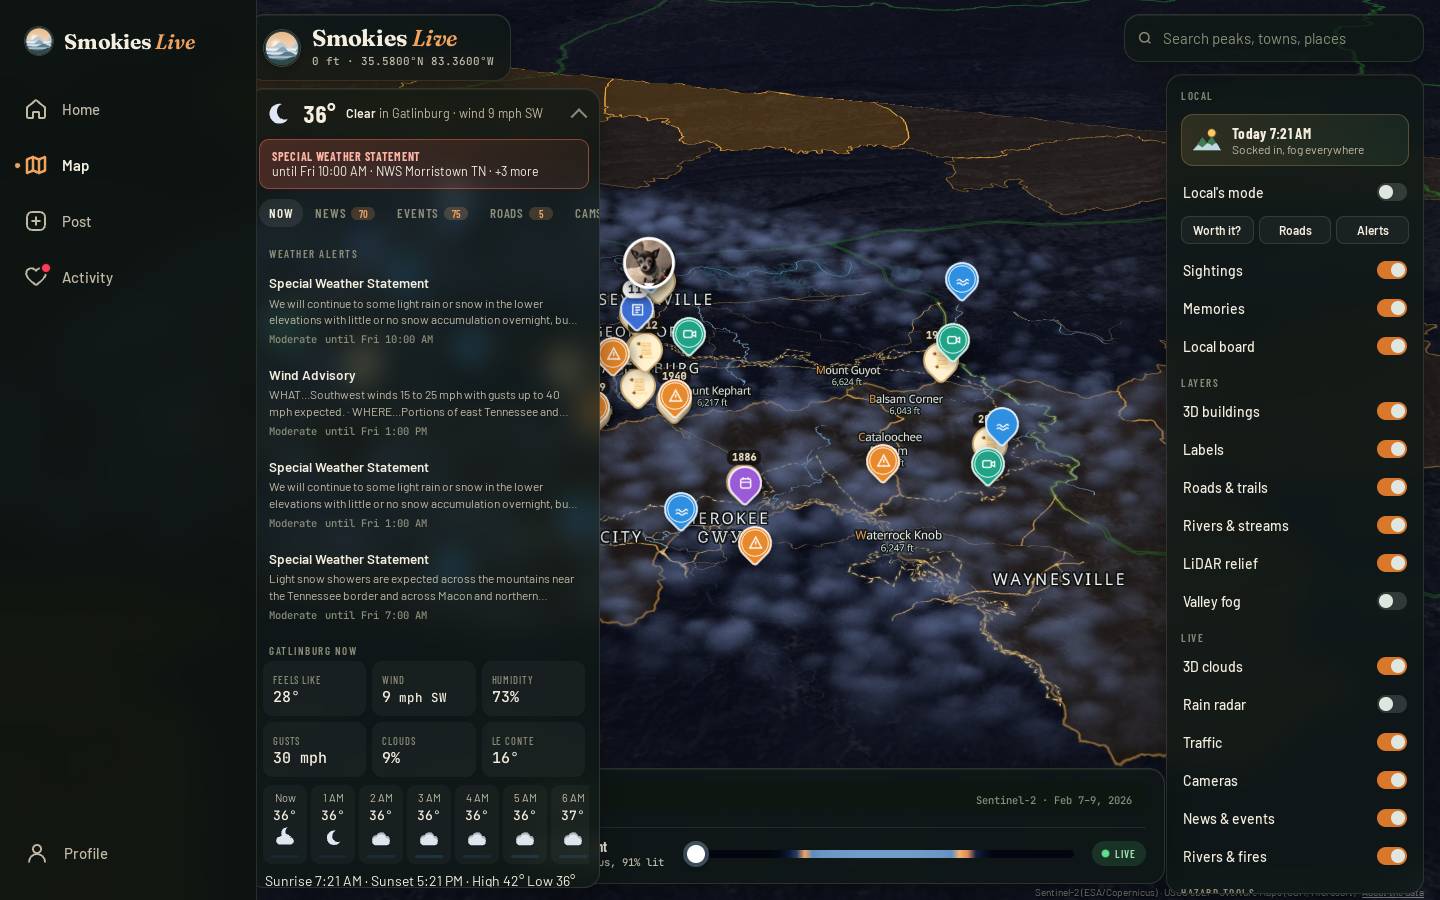 Smokies Live
Home
Map
Post
Activity
Profile
Smokies Live
0 ft · 35.5800°N 83.3600°W
36° Clear in Gatlinburg · wind 9 mph SW
SPECIAL WEATHER STATEMENT
until Fri 10:00 AM · NWS Morristown TN · +3 more
NOW NEWS 70 EVENTS 75 ROADS 5 CAMS
WEATHER ALERTS
Special Weather Statement
We will continue to some light rain or snow in the lower
elevations with little or no snow accumulation overnight, bu...
Moderate until Fri 10:00 AM
Wind Advisory
WHAT...Southwest winds 15 to 25 mph with gusts up to 40
mph expected. · WHERE...Portions of east Tennessee and...
Moderate until Fri 1:00 PM
Special Weather Statement
We will continue to some light rain or snow in the lower
elevations with little or no snow accumulation overnight, bu...
Moderate until Fri 1:00 AM
Special Weather Statement
Light snow showers are expected across the mountains near
the Tennessee border and across Macon and northern...
Moderate until Fri 7:00 AM
GATLINBURG NOW
FEELS LIKE WIND HUMIDITY
28° 9 mph SW 73%
GUSTS CLOUDS LE CONTE
30 mph 9% 16°
Now 1 AM 2 AM 3 AM 4 AM 5 AM 6 AM
36° 36° 36° 36° 36° 36° 37°
Sunrise 7:21 AM · Sunset 5:21 PM · High 42° Low 36°
11
12
1940
Mount Guyot
6,624 ft
unt Kephart
6,217 ft
Balsam Corner
6,043 ft
Cataloochee
1886
CITY
Waterrock Knob
6,247 ft
WAYNESVILLE
Sentinel-2 · Feb 7–9, 2026
91% lit
LIVE
Search peaks, towns, places
LOCAL
Today 7:21 AM
Socked in, fog everywhere
Local's mode
Worth it? Roads Alerts
Sightings
Memories
Local board
LAYERS
3D buildings
Labels
Roads & trails
Rivers & streams
LiDAR relief
Valley fog
LIVE
3D clouds
Rain radar
Traffic
Cameras
News & events
Rivers & fires
HAZARD TOOLS
Sentinel-2 (ESA/Copernicus)
About the data